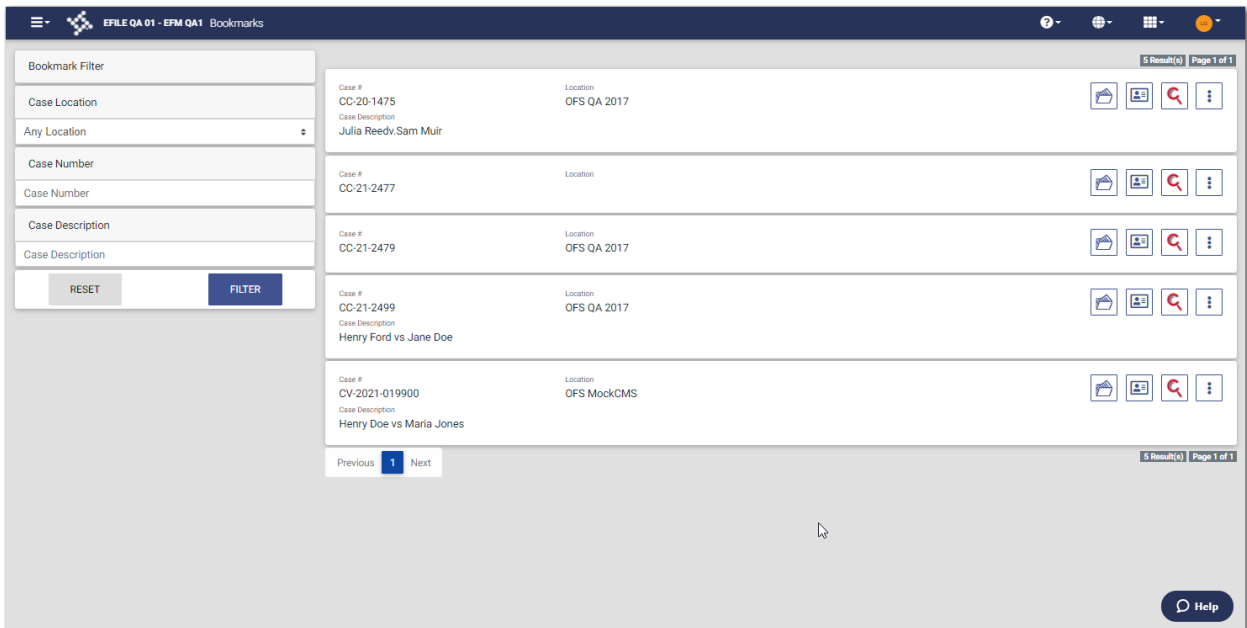 EFILE QA 01 - EFM QA1 Bookmarks
Bookmark Filter
Case Location
Any Location
Case Number
Case Number
Case Description
Case Description
RESET FILTER
5 Result(s) Page 1 of 1
Case # Location
CC-20-1475 OFS QA 2017
Case Description
Julia Reedv.Sam Muir
Case # Location
CC-21-2477
Case # Location
CC-21-2479 OFS QA 2017
Case # Location
CC-21-2499 OFS QA 2017
Case Description
Henry Ford vs Jane Doe
Case # Location
CV-2021-019900 OFS MockCMS
Case Description
Henry Doe vs Maria Jones
Previous 1 Next
5 Result(s) Page 1 of 1
Help